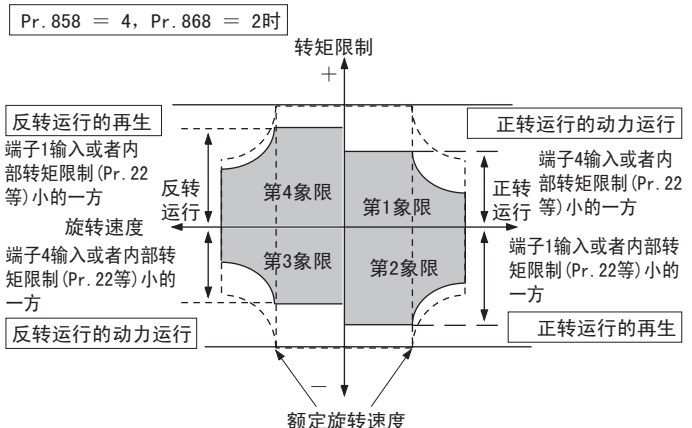 Pr.858 = 4, Pr.868 = 2时
转矩限制
+
反转运行的再生
端子1输入或者内
部转矩限制(Pr.22
等)小的一方
反转
运行
第4象限
旋转速度
端子4输入或者内部转
矩限制(Pr.22等)小的
一方
第3象限
反转运行的动力运行
正转运行的动力运行
端子4输入或者内
部转矩限制(Pr.22
等)小的一方
正转
运行
第1象限
端子1输入或者内部转
矩限制(Pr.22等)小的
一方
第2象限
正转运行的再生
−
额定旋转速度